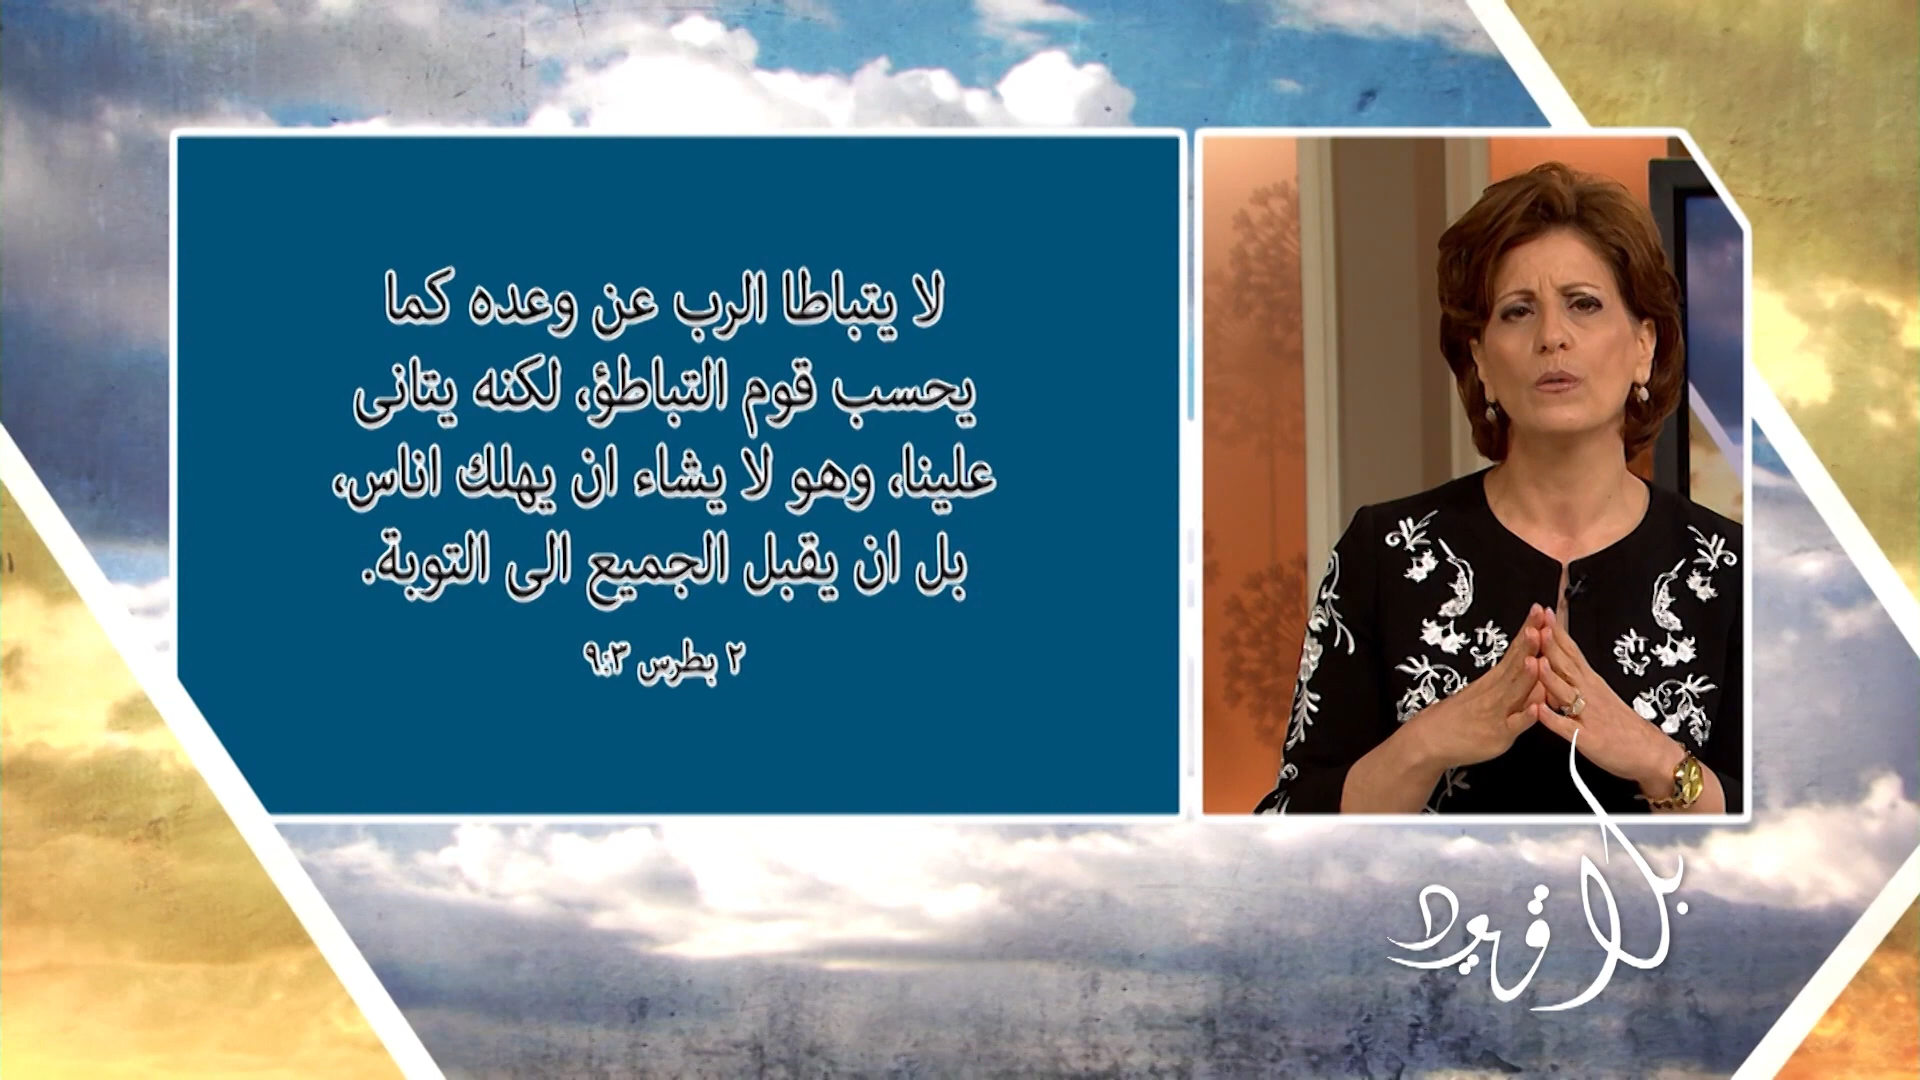 لا يتباطا الرب عن وعده كما
يحسب قوم التباطؤ، لكنه يتانى
علينا، وهو لا يشاء ان يهلك اناس،
بل ان يقبل الجميع الى التوبة.
٢ بطرس ٩:٣
بلا قيود